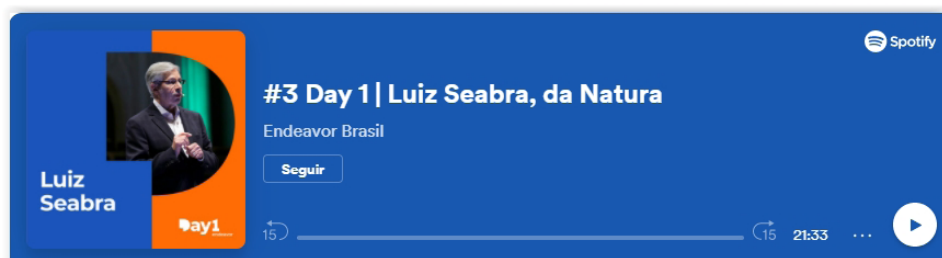 Spotify
#3 Day 1 | Luiz Seabra, da Natura
Endeavor Brasil
Seguir
Luiz
Seabra
Day1
15
15
21:33